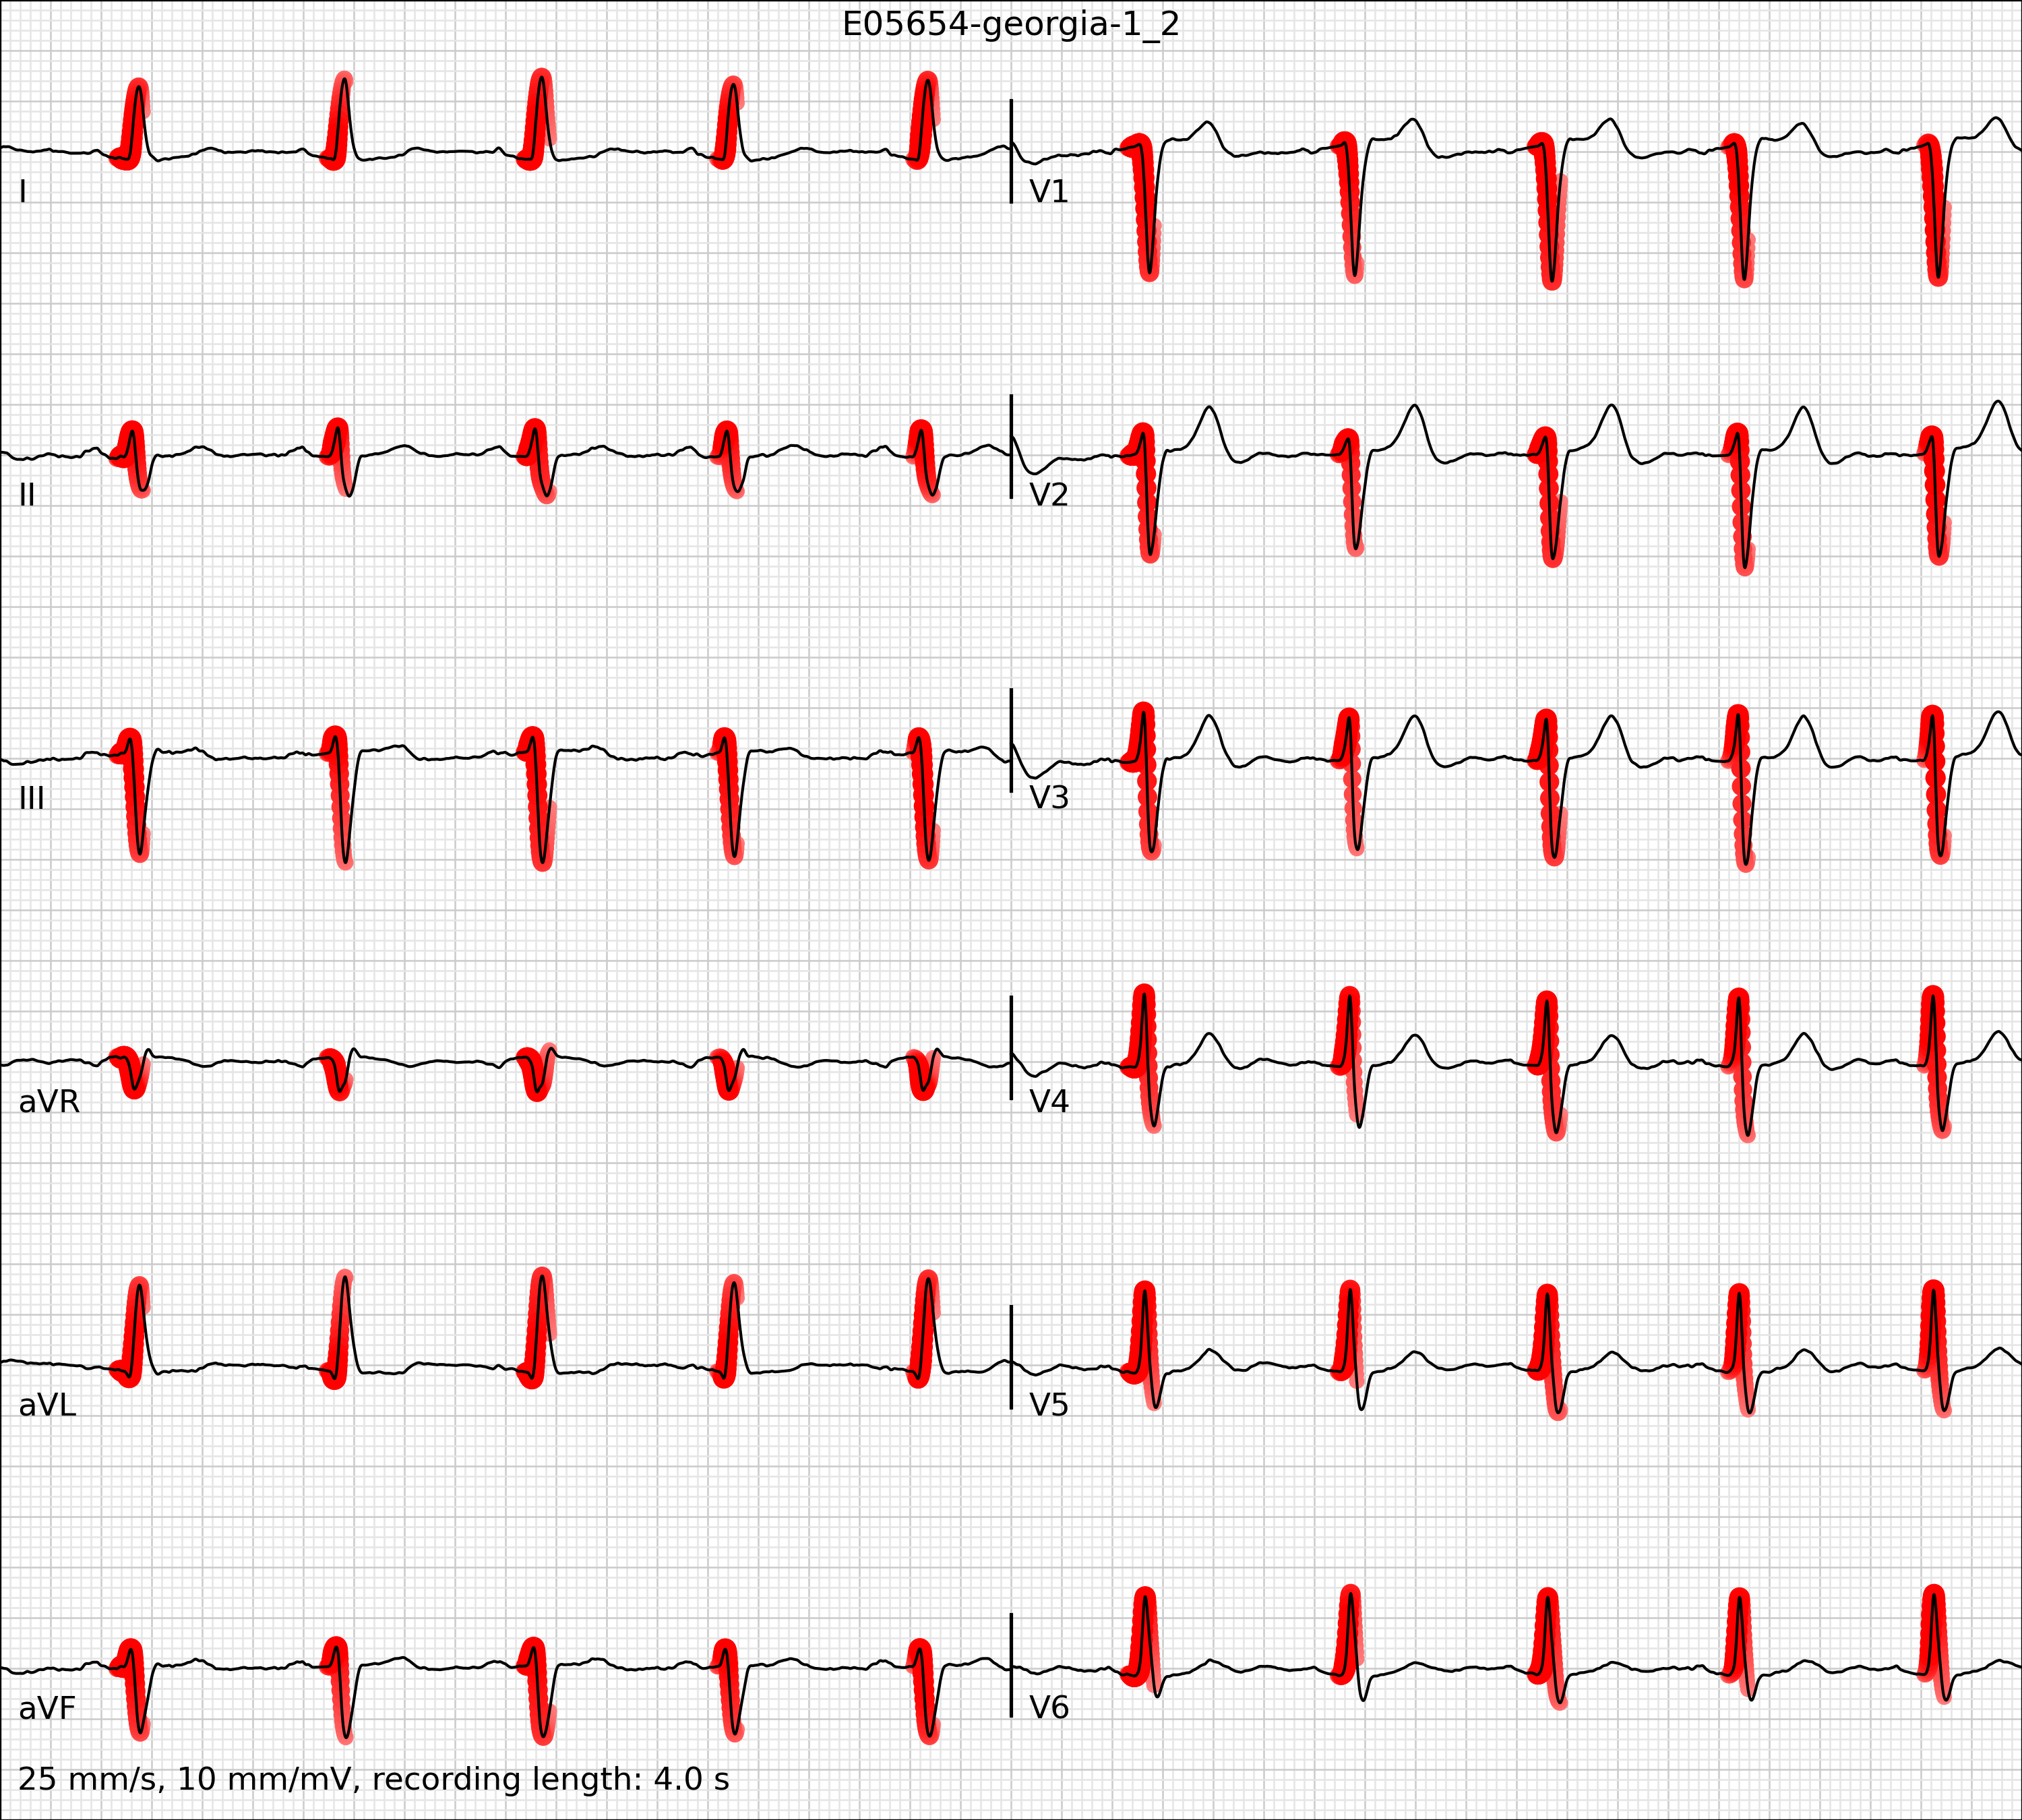 E05654-georgia-1_2
I
V1
II
V2
III
V3
aVR
V4
aVL
V5
aVF
V6
25 mm/s, 10 mm/mV, recording length: 4.0 s